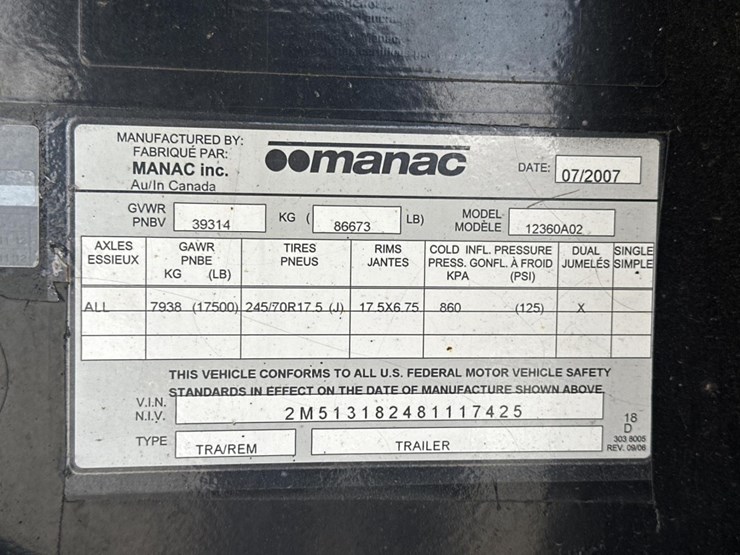 MANUFACTURED BY:
FABRIQUÉ PAR:
MANAC inc.
Au/In Canada
manac
DATE: 07/2007
GVWR
PNBV
39314 KG ( 86673 LB)
MODEL
MODÈLE
12360A02
AXLES
ESSIEUX
GAWR
PNBE
KG (LB)
TIRES
PNEUS
RIMS
JANTES
COLD INFL. PRESSURE
PRESS. GONFL. À FROID
KPA (PSI)
DUAL
JUMELÉS
SINGLE
SIMPLE
ALL 7938 (17500) 245/70R17.5 (J) 17.5X6.75 860 (125) X
THIS VEHICLE CONFORMS TO ALL U.S. FEDERAL MOTOR VEHICLE SAFETY
STANDARDS IN EFFECT ON THE DATE OF MANUFACTURE SHOWN ABOVE
V.I.N.
N.I.V.
2M513182481117425
TYPE TRA/REM TRAILER
18
D
303 8005
REV. 09/06